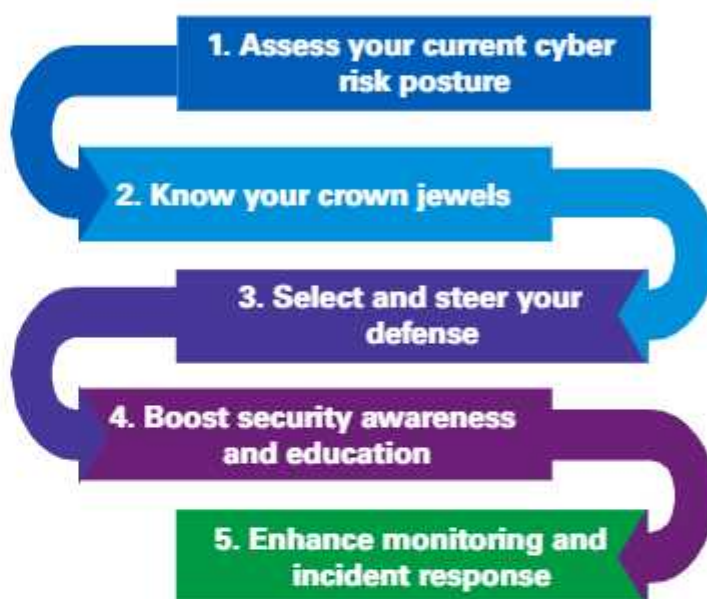 1. Assess your current cyber
risk posture
2. Know your crown jewels
3. Select and steer your
defense
4. Boost security awareness
and education
5. Enhance monitoring and
incident response